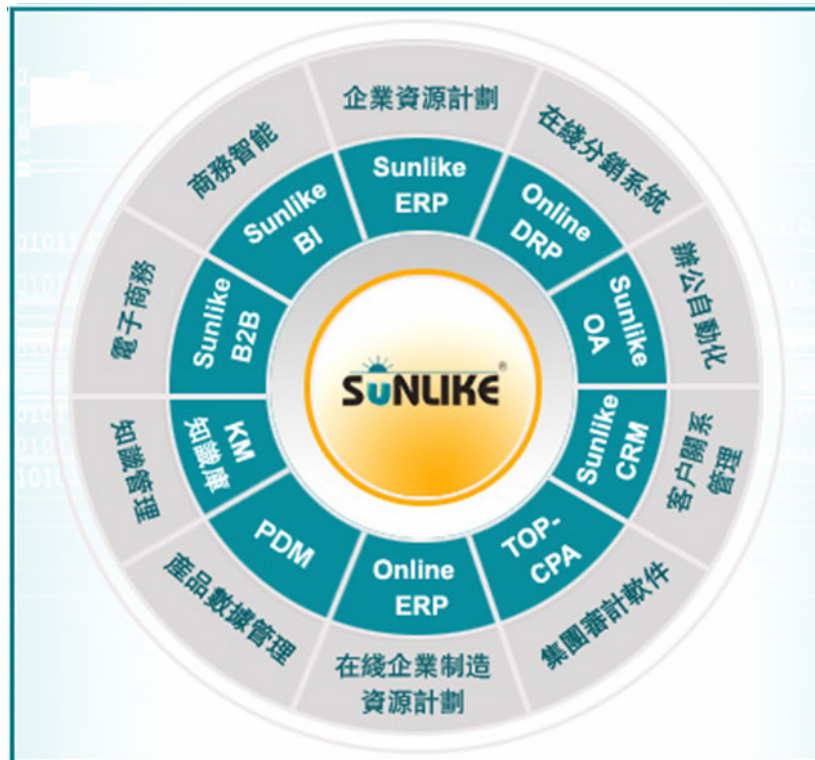 企業資源計劃
Sunlike
ERP
在綫分銷系統
Online
DRP
辦公自動化
Sunlike
OA
客户關系
管理
Sunlike
CRM
集團審計軟件
TOP-
CPA
在綫企業制造
資源計劃
Online
ERP
産品數據管理
PDM
知識管理
KM
知識庫
電子商務
Sunlike
B2B
商務智能
Sunlike
BI
SUNLIKE®